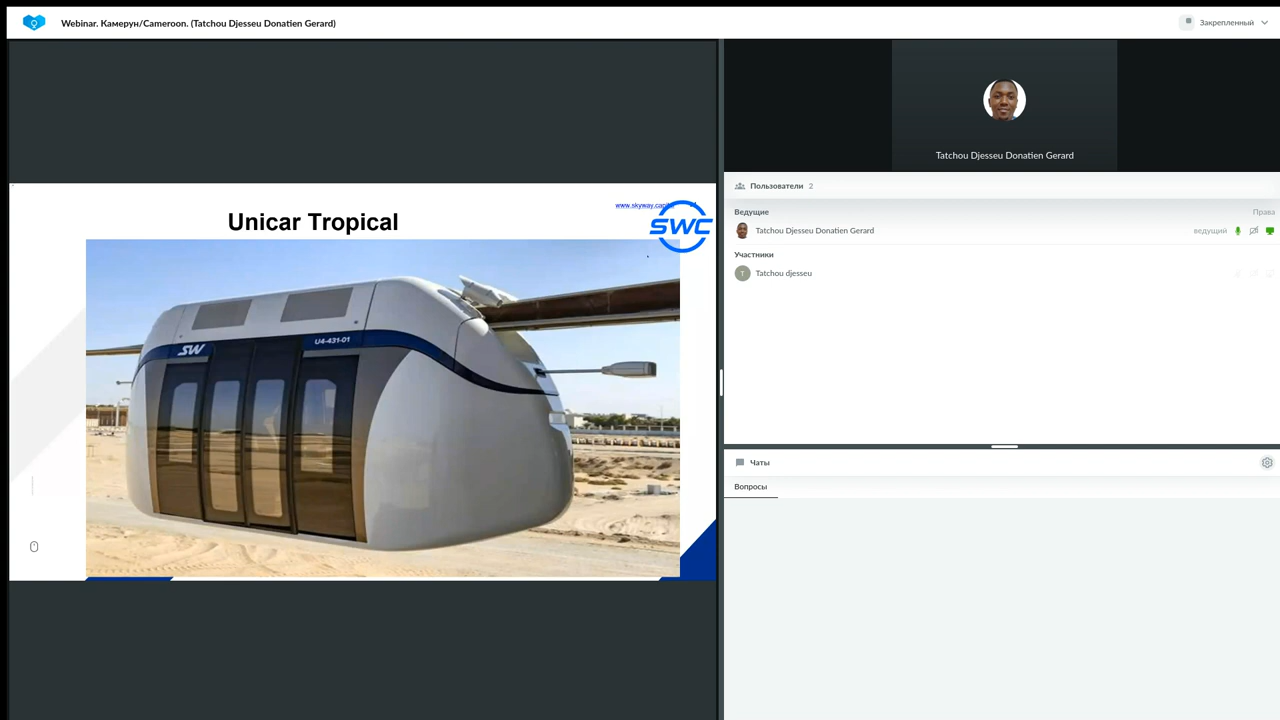 Webinar. Камерун/Cameroon. (Tatchou Djesseu Donatien Gerard)
Закрепленный
Unicar Tropical
SWC
SW
U4-431-01
Tatchou Djesseu Donatien Gerard
Пользователи 2
Ведущие Права
Tatchou Djesseu Donatien Gerard ведущий
Участники
T Tatchou djesseu
Чаты
Вопросы